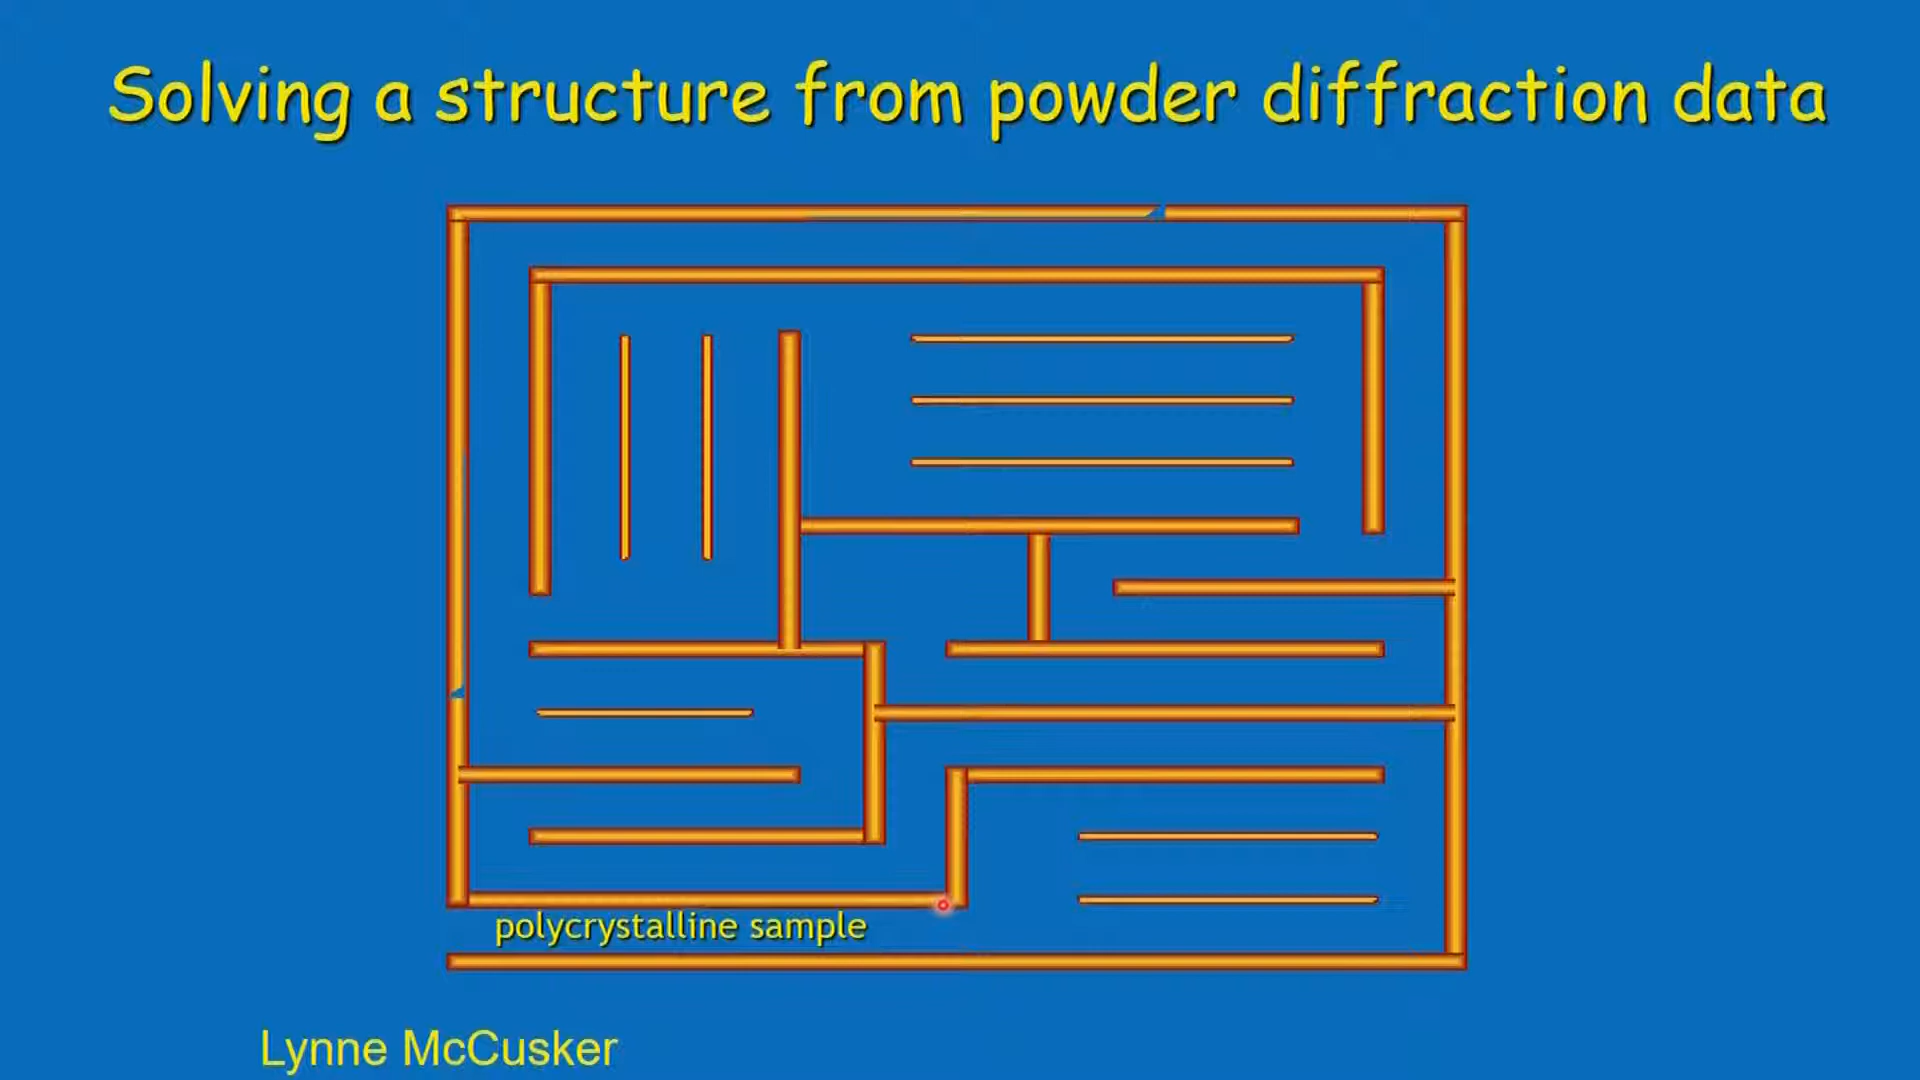 Solving a structure from powder diffraction data
polycrystalline sample
Lynne McCusker